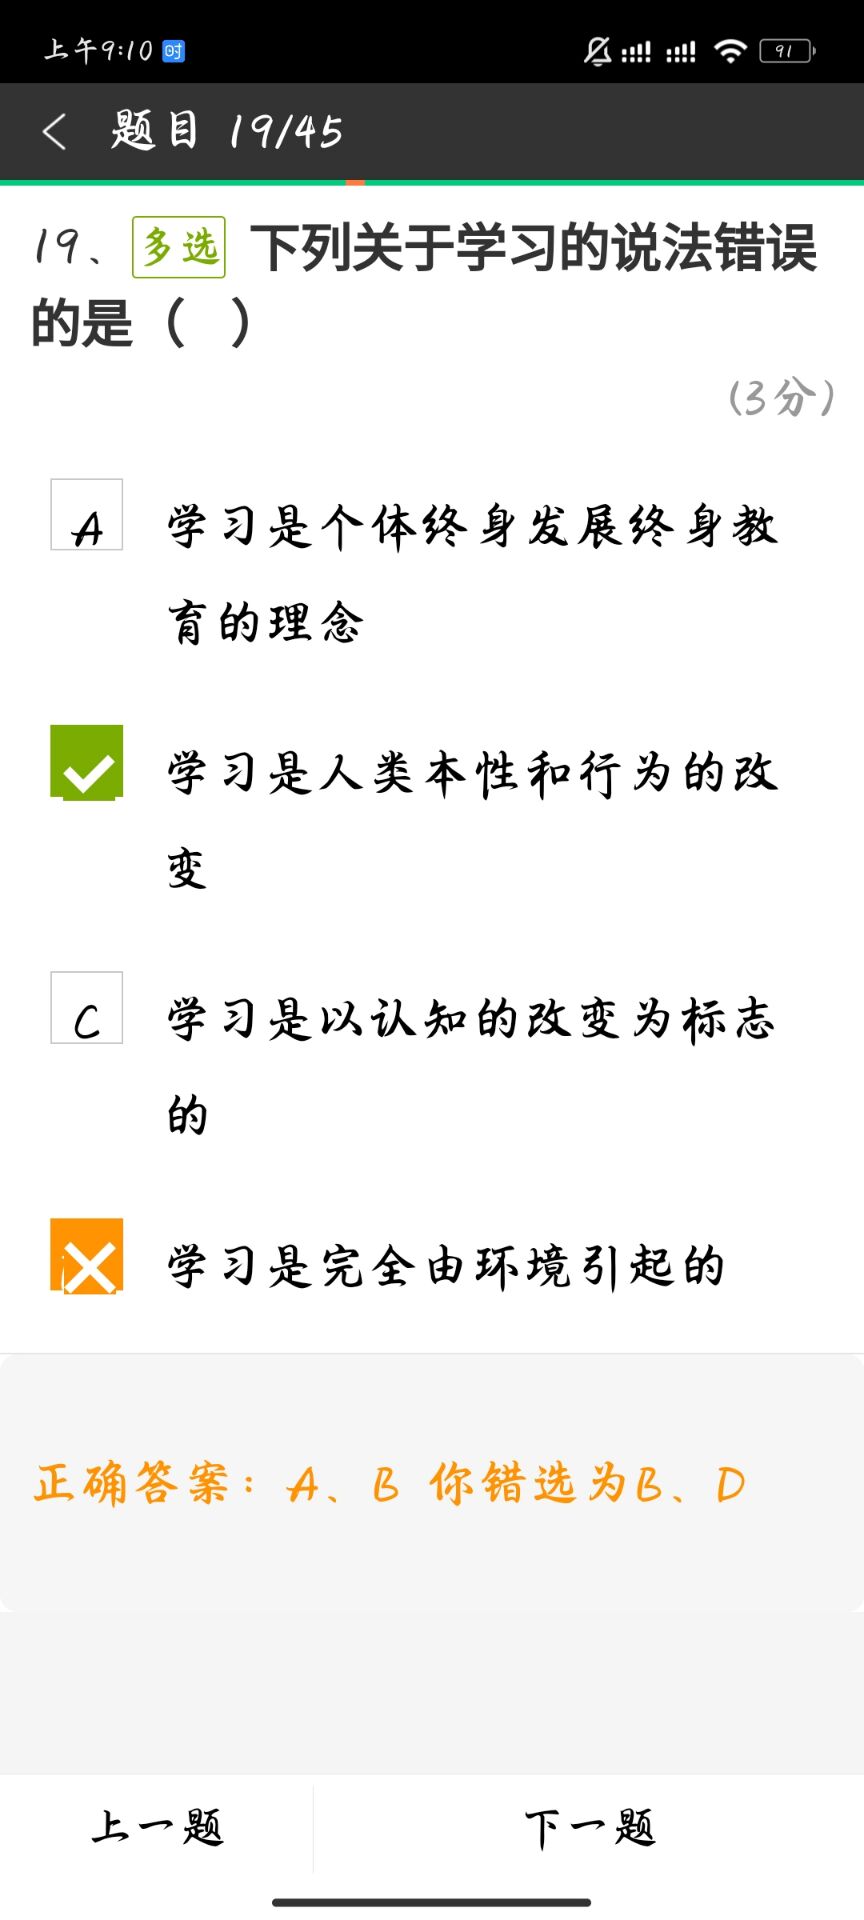 上午9:10 时 91
题目 19/45
19、多选 下列关于学习的说法错误
的是（ ）
(3分)
A 学习是个体终身发展终身教
育的理念
学习是人类本性和行为的改
变
C 学习是以认知的改变为标志
的
学习是完全由环境引起的
正确答案：A、B 你错选为B、D
上一题 下一题